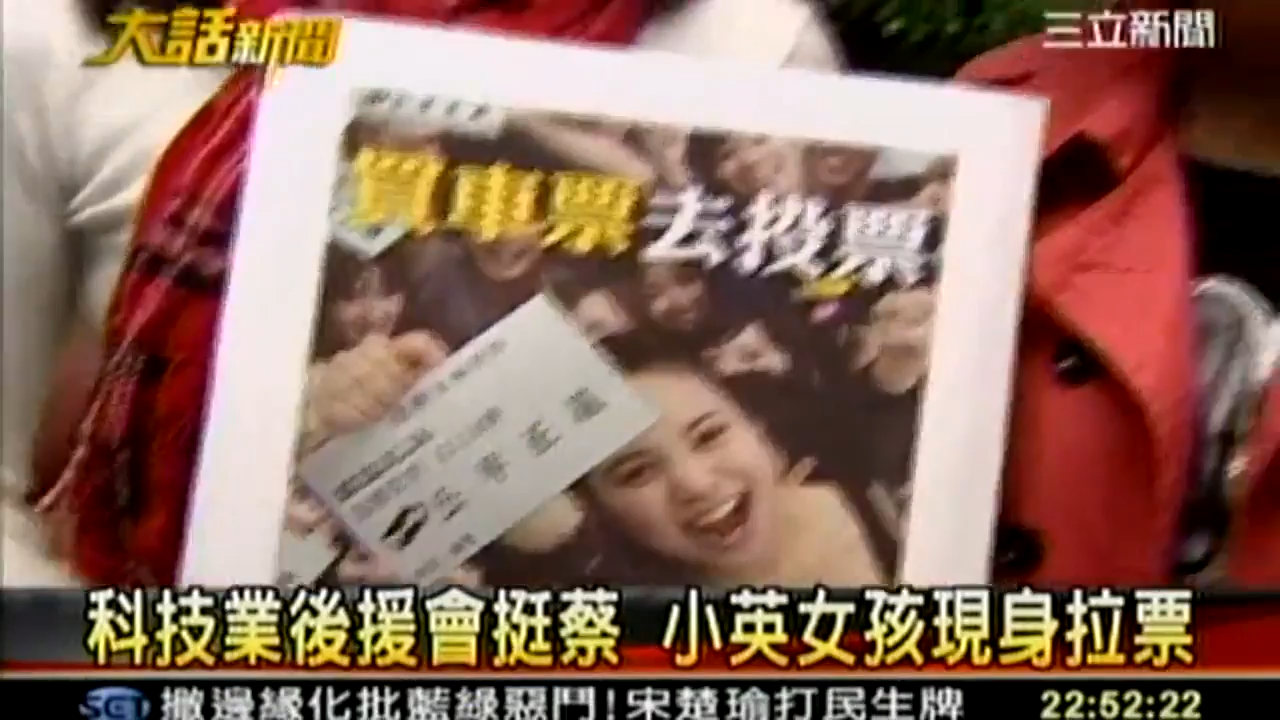 大話新聞
三立新聞
買車票去投票
科技業後援會挺蔡 小英女孩現身拉票
撇邊緣化批藍綠惡鬥!宋楚瑜打民生牌
22:52:22